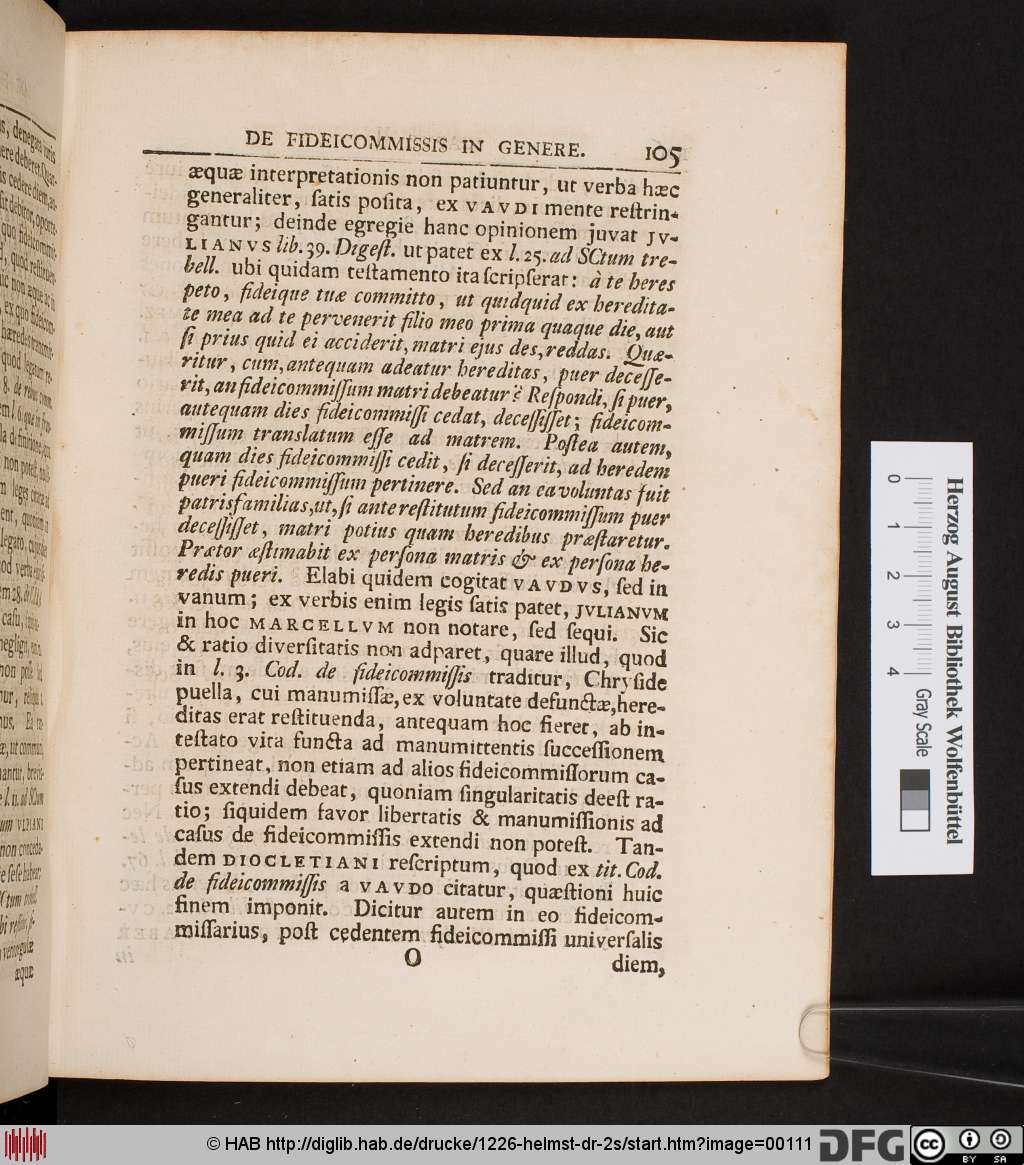 DE FIDEICOMMISSIS IN GENERE. 105
æquæ interpretationis non patiuntur, ut verba hæc
generaliter, ſatis poſita, ex VAVDI mente reſtrin-
gantur; deinde egregie hanc opinionem juvat JV-
LIANVS lib. 39. Digeſt. ut patet ex l. 25. ad SCtum tre-
bell. ubi quidam teſtamento ita ſcripſerat: à te heres
peto, fideique tuæ committo, ut quidquid ex heredita-
te mea ad te pervenerit filio meo prima quaque die, aut
ſi prius quid ei acciderit, matri ejus des, reddas. Quæ-
ritur, cum, antequam adeatur hereditas, puer deceſſe-
rit, an fideicommiſſum matri debeatur? Reſpondi, ſi puer,
autequam dies fideicommiſſi cedat, deceſſiſſet; fideicom-
miſſum translatum eſſe ad matrem. Poſtea autem,
quam dies fideicommiſſi cedit, ſi deceſſerit, ad heredem
pueri fideicommiſſum pertinere. Sed an ea voluntas fuit
patrisfamilias, ut, ſi ante reſtitutum fideicommiſſum puer
deceſſiſſet, matri potius quam heredibus præſtaretur.
Prætor æſtimabit ex perſona matris & ex perſona he-
redis pueri. Elabi quidem cogitat VAVDVS, ſed in
vanum; ex verbis enim legis ſatis patet, JVLIANVM
in hoc MARCELLVM non notare, ſed ſequi. Sic
& ratio diverſitatis non adparet, quare illud, quod
in l. 3. Cod. de fideicommiſſis traditur, Chryſide
puella, cui manumiſſæ, ex voluntate defunctæ, here-
ditas erat reſtituenda, antequam hoc fieret, ab in-
teſtato vita functa ad manumittentis ſucceſſionem
pertineat, non etiam ad alios fideicommiſſorum ca-
ſus extendi debeat, quoniam ſingularitatis deeſt ra-
tio; ſiquidem favor libertatis & manumiſſionis ad
caſus de fideicommiſſis extendi non poteſt. Tan-
dem DIOCLETIANI reſcriptum, quod ex tit. Cod.
de fideicommiſſis a VAVDO citatur, quæſtioni huic
finem imponit. Dicitur autem in eo fideicom-
miſſarius, poſt cedentem fideicommiſſi univerſalis
O diem,
æquæ
0 1 2 3 4
Gray Scale
Herzog August Bibliothek Wolfenbüttel
© HAB http://diglib.hab.de/drucke/1226-helmst-dr-2s/start.htm?image=00111
DFG
cc BY SA